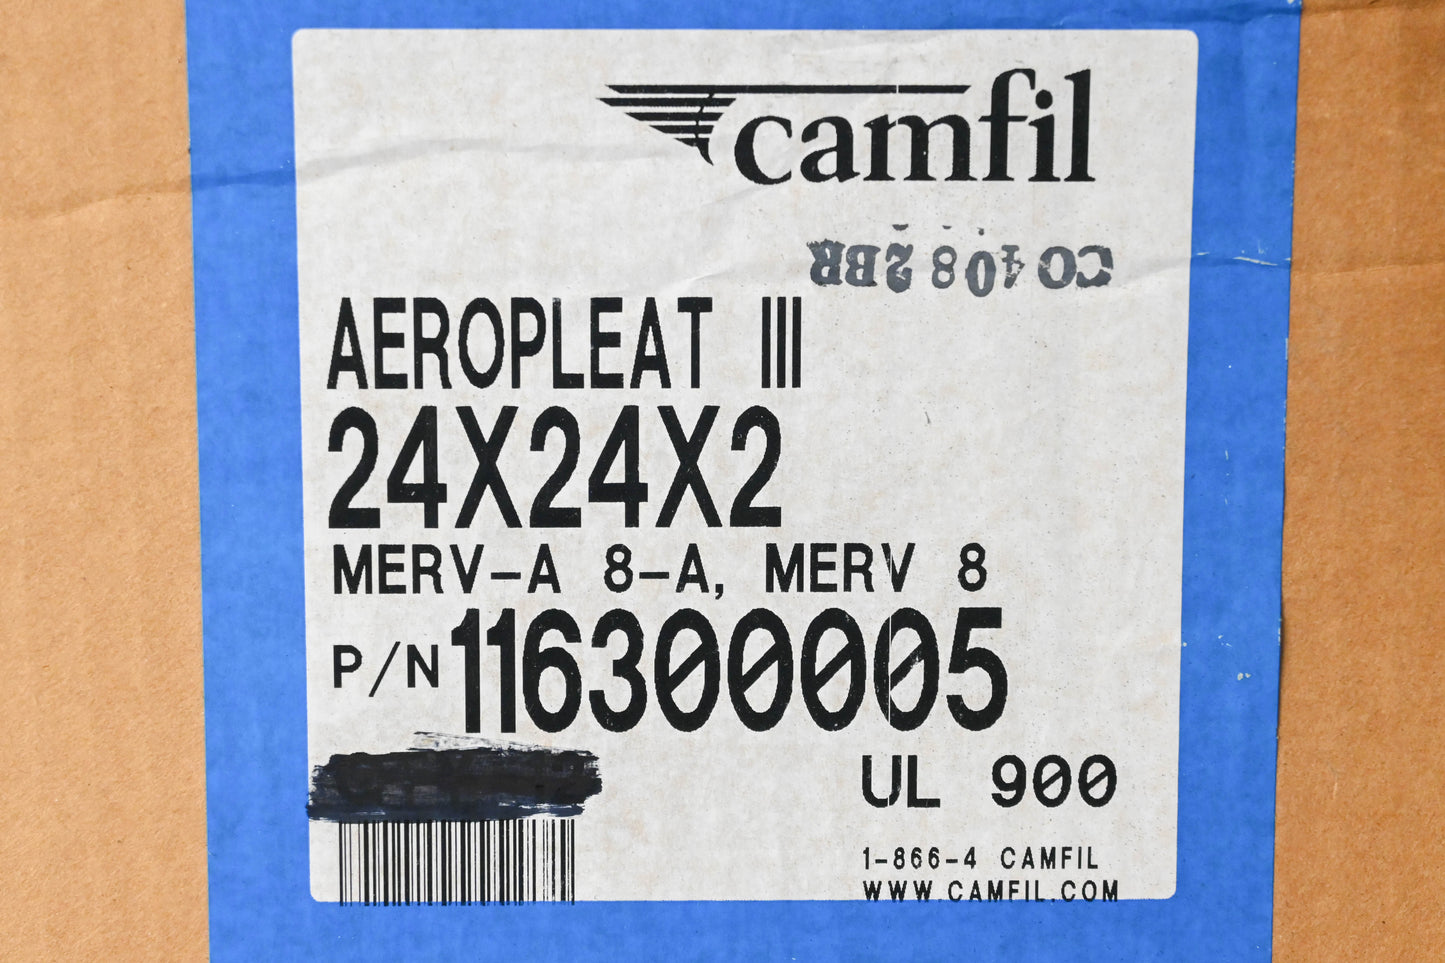 camfil
CO 408 2BR
AEROPLEAT III
24X24X2
MERV-A 8-A, MERV 8
P/N 116300005
UL 900
1-866-4 CAMFIL
WWW.CAMFIL.COM